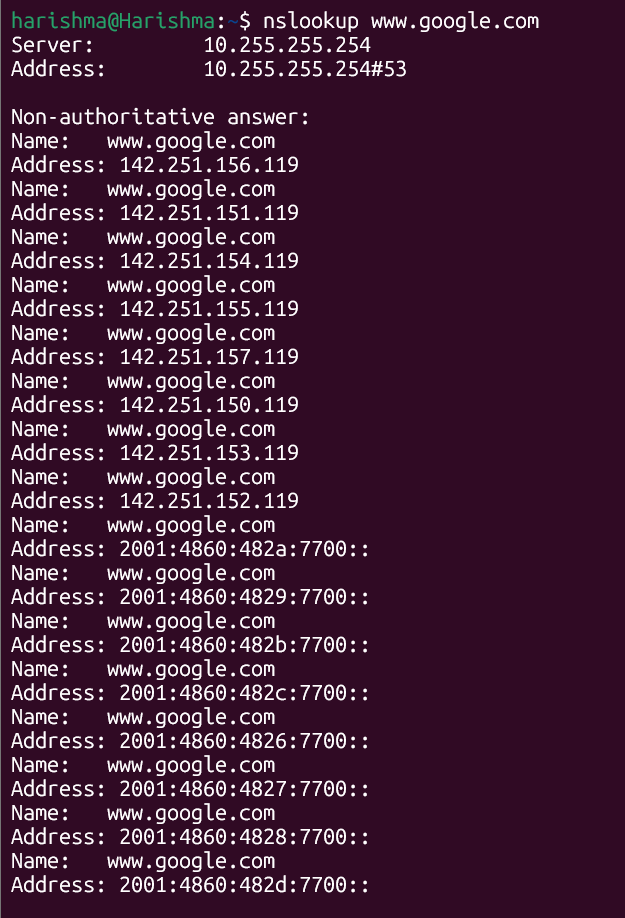 harishma@Harishma:~$ nslookup www.google.com
Server:         10.255.255.254
Address:        10.255.255.254#53

Non-authoritative answer:
Name:   www.google.com
Address: 142.251.156.119
Name:   www.google.com
Address: 142.251.151.119
Name:   www.google.com
Address: 142.251.154.119
Name:   www.google.com
Address: 142.251.155.119
Name:   www.google.com
Address: 142.251.157.119
Name:   www.google.com
Address: 142.251.150.119
Name:   www.google.com
Address: 142.251.153.119
Name:   www.google.com
Address: 142.251.152.119
Name:   www.google.com
Address: 2001:4860:482a:7700::
Name:   www.google.com
Address: 2001:4860:4829:7700::
Name:   www.google.com
Address: 2001:4860:482b:7700::
Name:   www.google.com
Address: 2001:4860:482c:7700::
Name:   www.google.com
Address: 2001:4860:4826:7700::
Name:   www.google.com
Address: 2001:4860:4827:7700::
Name:   www.google.com
Address: 2001:4860:4828:7700::
Name:   www.google.com
Address: 2001:4860:482d:7700::